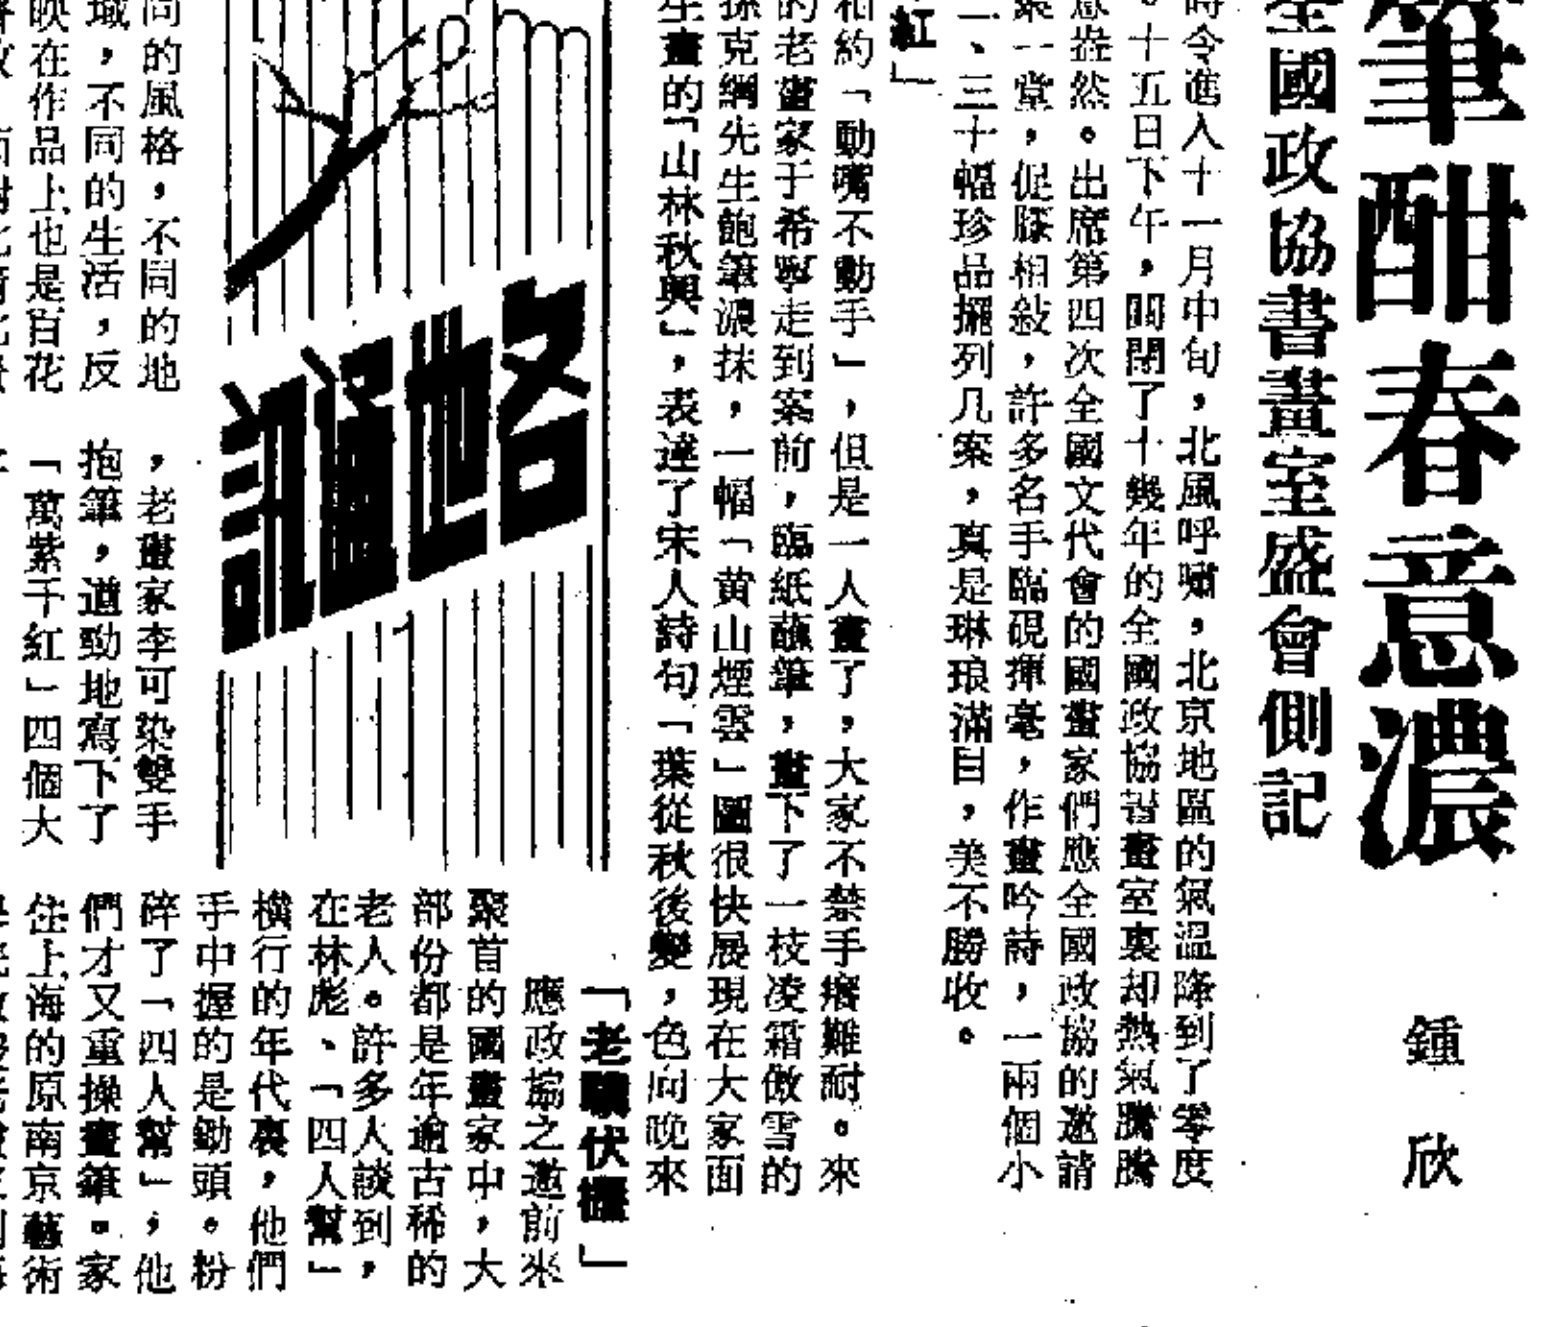 筆酣春意濃
全國政協書畫室盛會側記
鍾欣
時令進入十一月中旬，北風呼嘯，北京地區的氣溫降到了零度
。十五日下午，關閉了十幾年的全國政協書畫室裏却熱氣騰騰
意盎然。出席第四次全國文代會的國畫家們應全國政協的邀請
聚一堂，促膝相敍，許多名手臨硯揮毫，作畫吟詩，一兩個小
二、三十幅珍品擺列几案，真是琳琅滿目，美不勝收。
紅」
和約「動嘴不動手」，但是一人畫了，大家不禁手癢難耐。來
的老畫家于希寧走到案前，臨紙蘸筆，畫下了一枝凌霜傲雪的
孫克綱先生飽筆濃抹，一幅「黄山煙雲」圖很快展現在大家面
生畫的「山林秋興」，表達了宋人詩句「葉從秋後變，色向晚來
各地通訊
「老驥伏櫪」
應政協之邀前來
聚首的國畫家中，大
部份都是年逾古稀的
老人。許多人談到，
在林彪、「四人幫」
橫行的年代裏，他們
手中握的是鋤頭。粉
碎了「四人幫」，他
們才又重操畫筆。家
住上海的原南京藝術
同的風格，不同的地
域，不同的生活，反
映在作品上也是百花
，老畫家李可染雙手
抱筆，遒勁地寫下了
「萬紫千紅」四個大